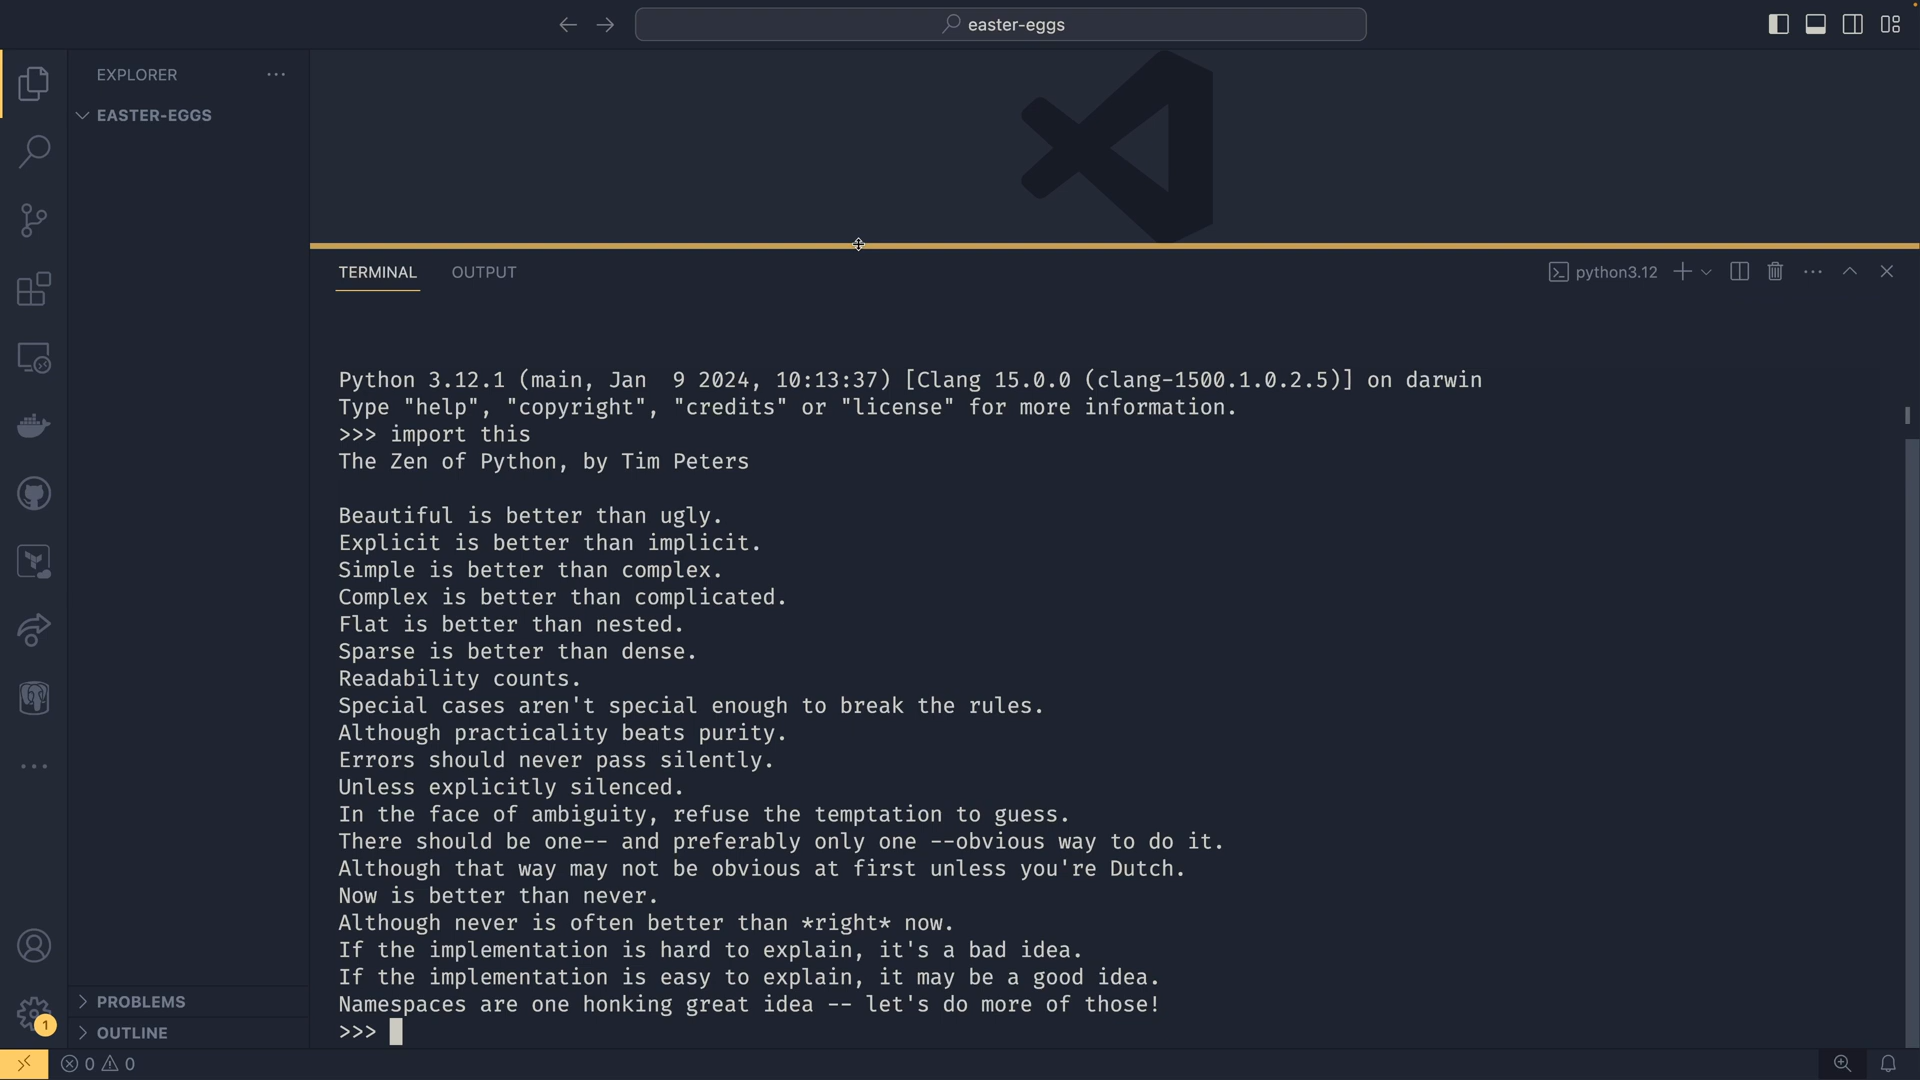 easter-eggs
EXPLORER
EASTER-EGGS
TERMINAL OUTPUT
python3.12
Python 3.12.1 (main, Jan  9 2024, 10:13:37) [Clang 15.0.0 (clang-1500.1.0.2.5)] on darwin
Type "help", "copyright", "credits" or "license" for more information.
>>> import this
The Zen of Python, by Tim Peters

Beautiful is better than ugly.
Explicit is better than implicit.
Simple is better than complex.
Complex is better than complicated.
Flat is better than nested.
Sparse is better than dense.
Readability counts.
Special cases aren't special enough to break the rules.
Although practicality beats purity.
Errors should never pass silently.
Unless explicitly silenced.
In the face of ambiguity, refuse the temptation to guess.
There should be one-- and preferably only one --obvious way to do it.
Although that way may not be obvious at first unless you're Dutch.
Now is better than never.
Although never is often better than *right* now.
If the implementation is hard to explain, it's a bad idea.
If the implementation is easy to explain, it may be a good idea.
Namespaces are one honking great idea -- let's do more of those!
>>>
PROBLEMS
OUTLINE
1
0 0